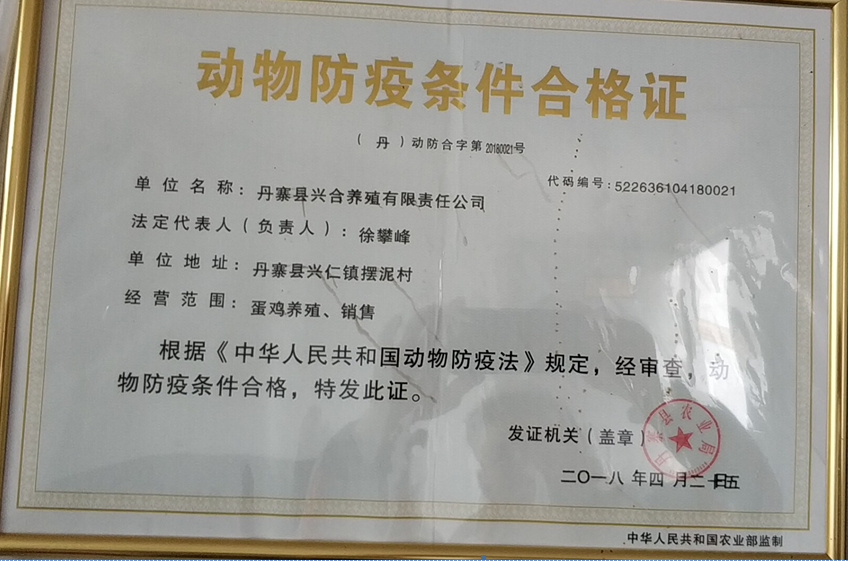 动物防疫条件合格证
（丹）动防合字第20180021号
代码编号：522636104180021
单位名称：丹寨县兴合养殖有限责任公司
法定代表人（负责人）：徐攀峰
单位地址：丹寨县兴仁镇摆泥村
经营范围：蛋鸡养殖、销售
根据《中华人民共和国动物防疫法》规定，经审查，动
物防疫条件合格，特发此证。
发证机关（盖章）
丹寨县农业局
二〇一八 年四 月二十五日
中华人民共和国农业部监制